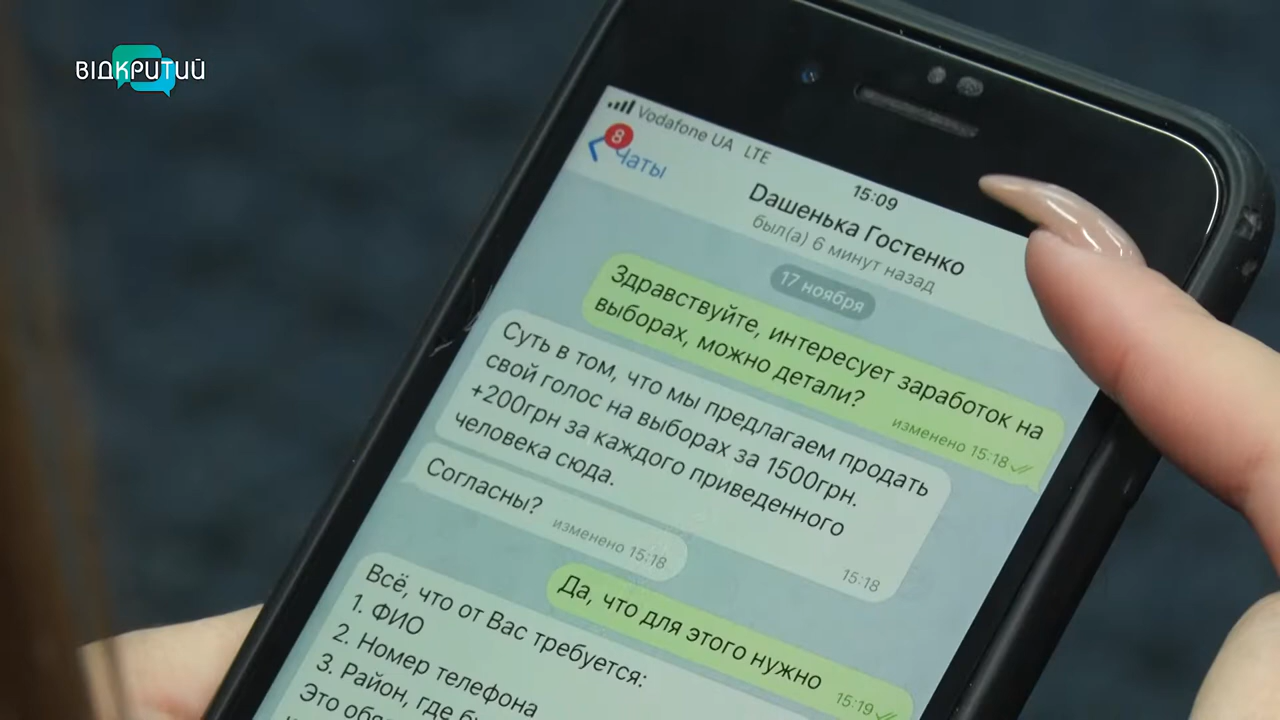 ВІДКРИТИЙ
Vodafone UA LTE
15:09
8
Чаты
Dашенька Гостенко
был(а) 6 минут назад
17 ноября
Здравствуйте, интересует заработок на
выборах, можно детали?
изменено 15:18
Суть в том, что мы предлагаем продать
свой голос на выборах за 1500грн.
+200грн за каждого приведенного
человека сюда.
15:18
Согласны?
изменено 15:18
Да, что для этого нужно
15:19
Всё, что от Вас требуется:
1. ФИО
2. Номер телефона
3. Район, где
Это